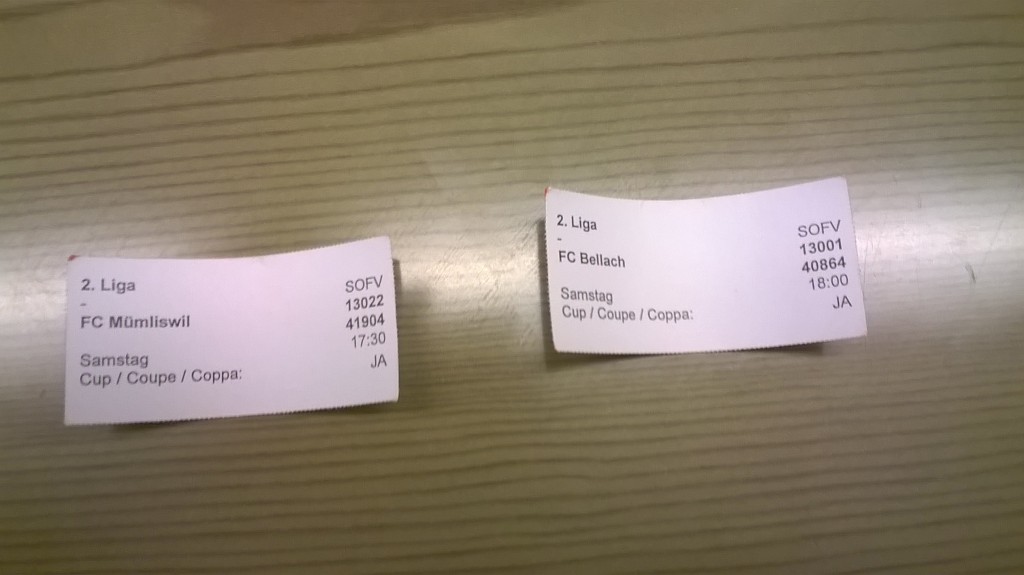 2. Liga SOFV
- 13022
FC Mümliswil 41904
17:30
Samstag JA
Cup / Coupe / Coppa:
2. Liga SOFV
- 13001
FC Bellach 40864
18:00
Samstag JA
Cup / Coupe / Coppa: